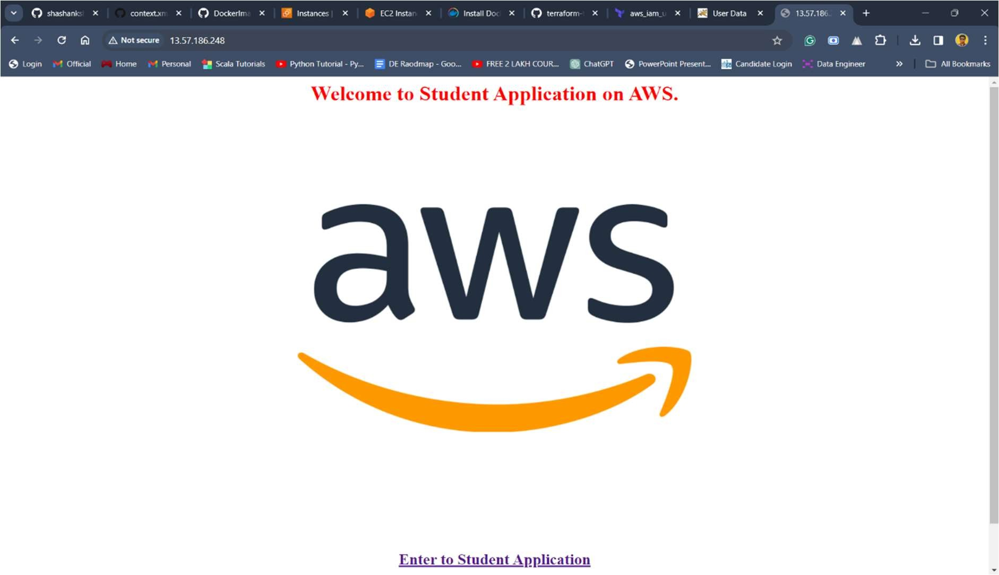 shashanks
context.xm
DockerIma
Instances |
EC2 Instan
Install Doc
terraform-
aws_iam_u
User Data
13.57.186.
Not secure
13.57.186.248
Login
Official
Home
Personal
Scala Tutorials
Python Tutorial - Py...
DE Raodmap - Goo...
FREE 2 LAKH COUR...
ChatGPT
PowerPoint Present...
Candidate Login
Data Engineer
All Bookmarks
Welcome to Student Application on AWS.
aws
Enter to Student Application